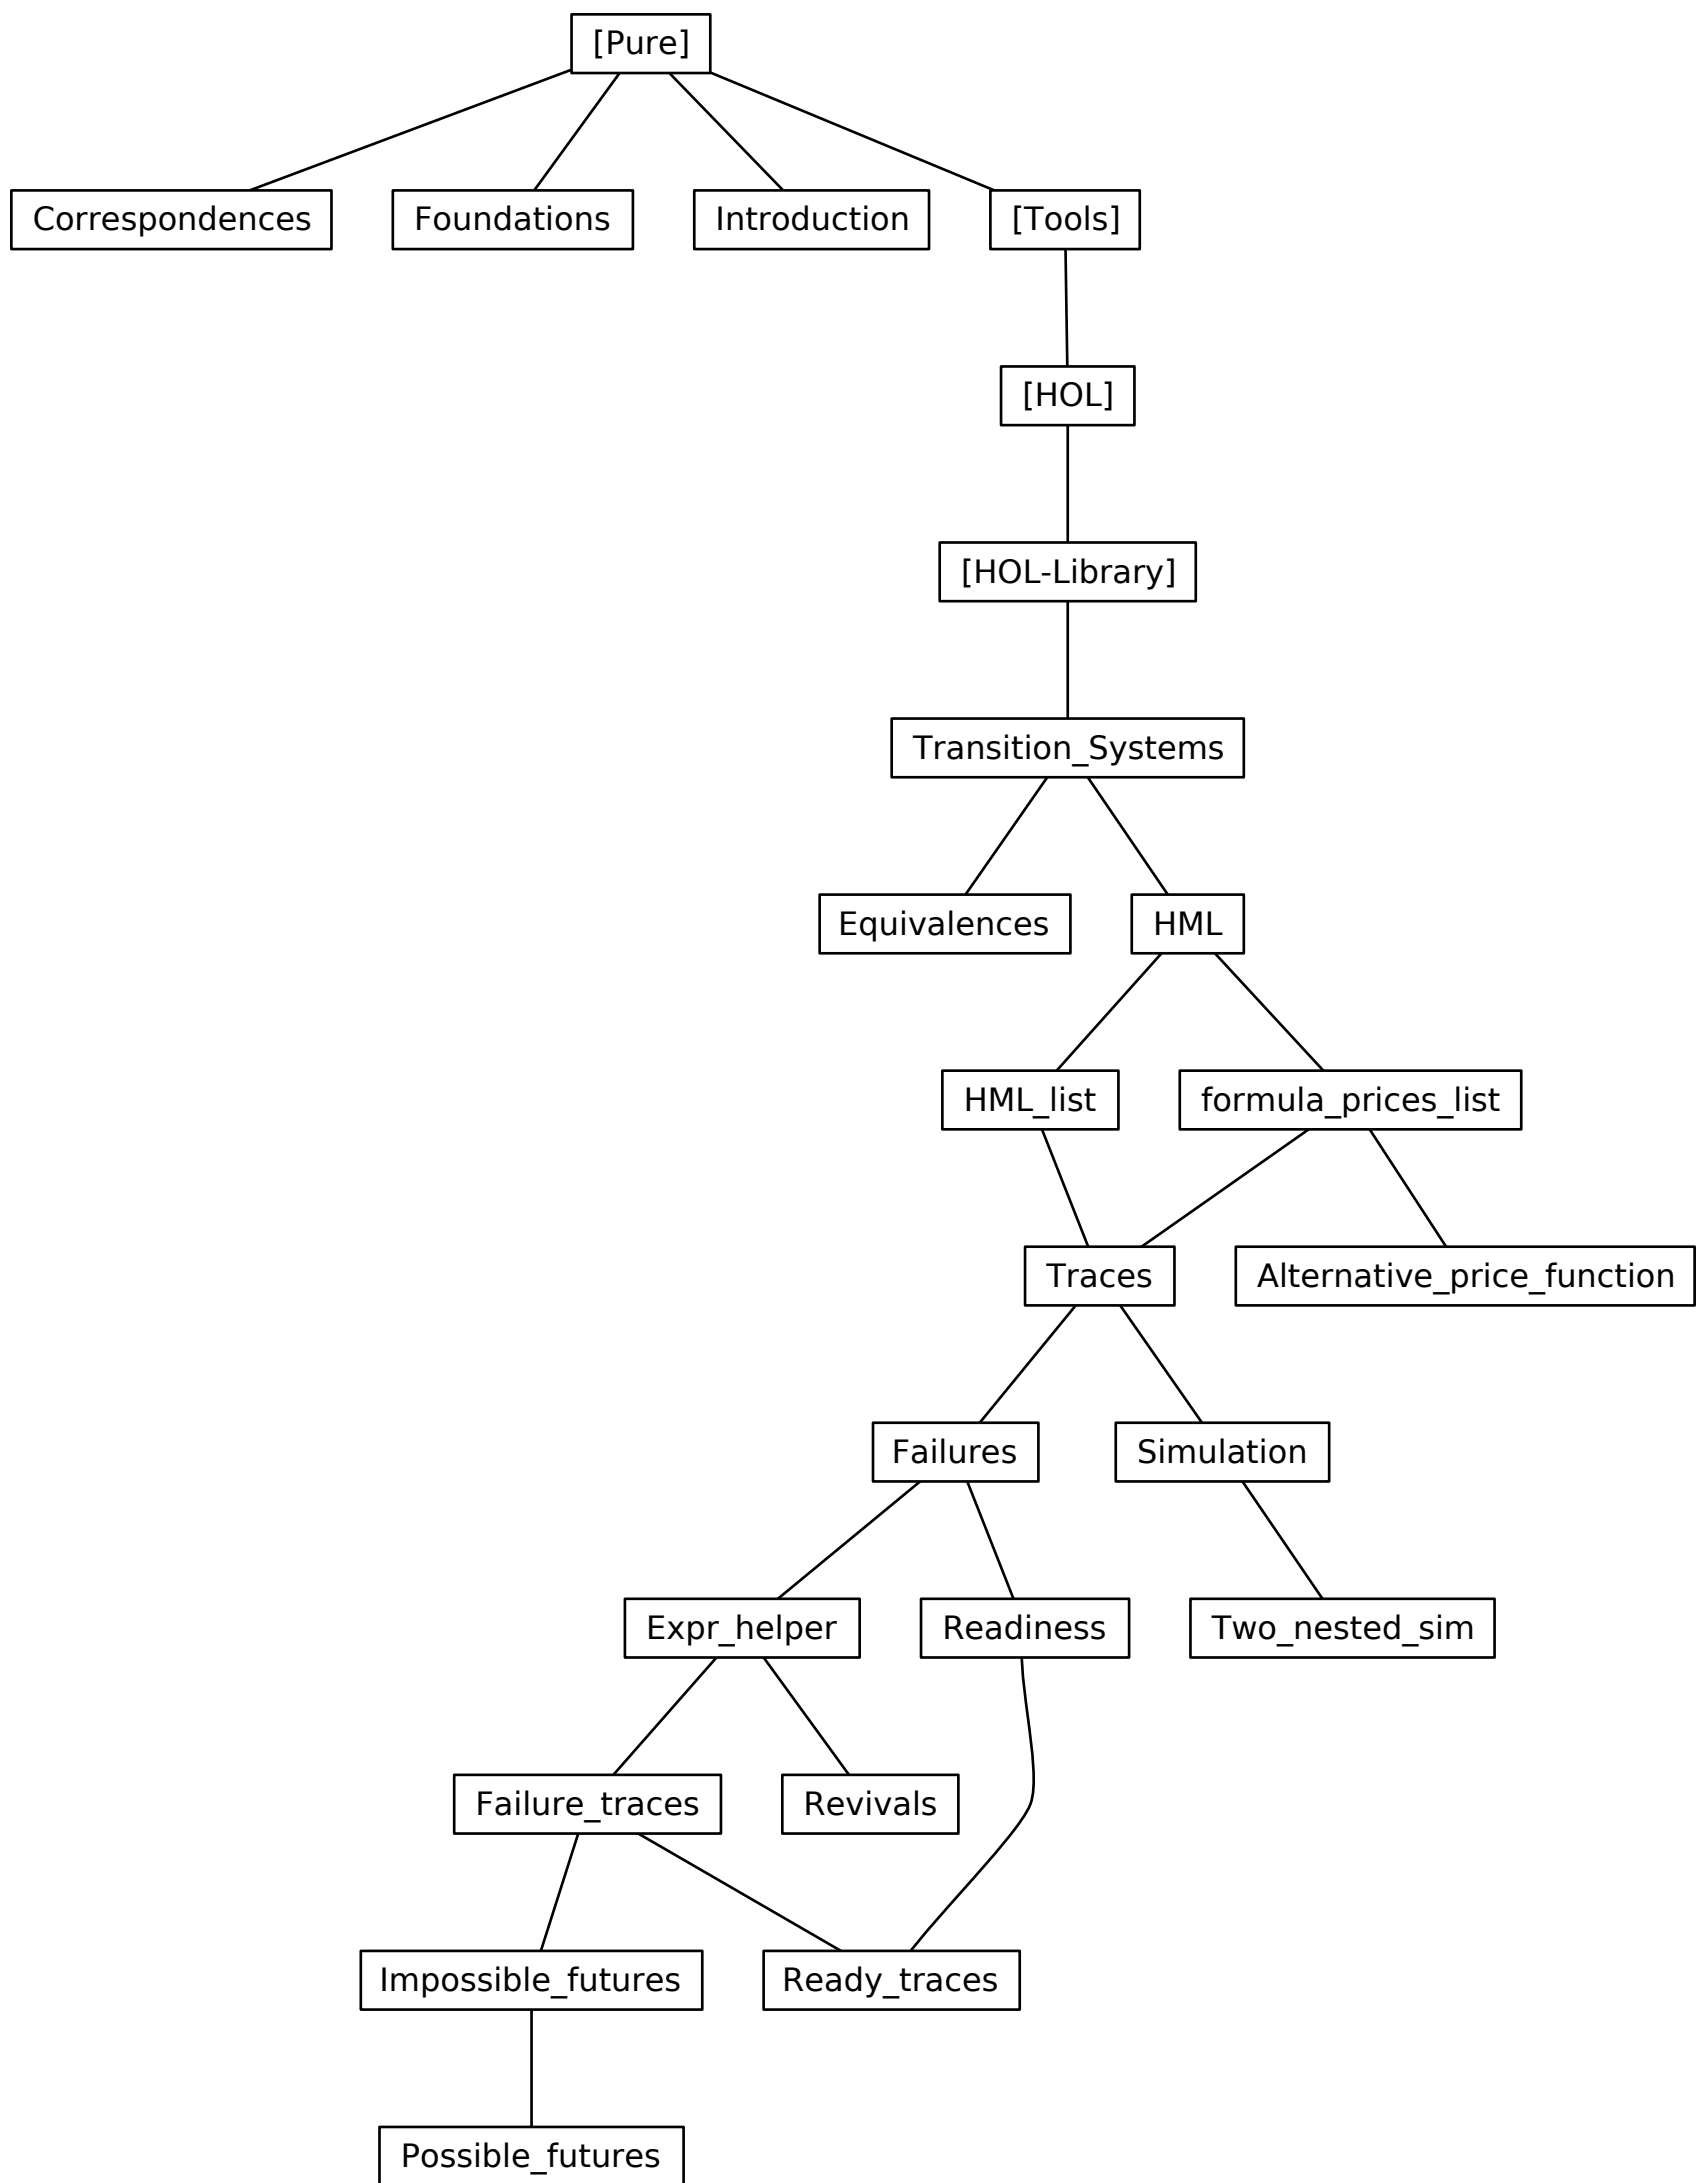 [Pure]
Correspondences
Foundations
Introduction
[Tools]
[HOL]
[HOL-Library]
Transition_Systems
Equivalences
HML
HML_list
formula_prices_list
Traces
Alternative_price_function
Failures
Simulation
Expr_helper
Readiness
Two_nested_sim
Failure_traces
Revivals
Impossible_futures
Ready_traces
Possible_futures